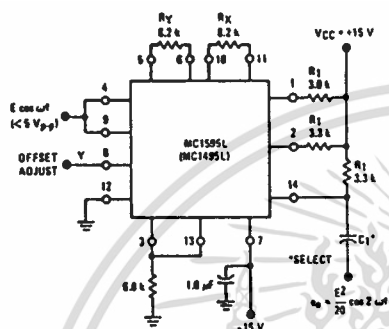 RY
8.2 k
RX
8.2 k
VCC = +15 V
5
6
10
11
4
1
R1
3.0 k
E cos ωt
(< 5 Vp-p)
9
MC1595L
(MC1495L)
2
R1
3.3 k
OFFSET
ADJUST
Y
8
R1
3.3 k
12
14
3
13
7
*SELECT
C1*
6.8 k
1.0 μF
-15 V
eo = E²/20 cos 2 ωt